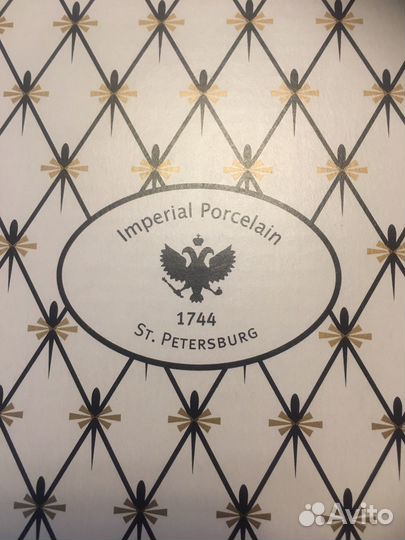 Imperial Porcelain
1744
ST. PETERSBURG
Avito